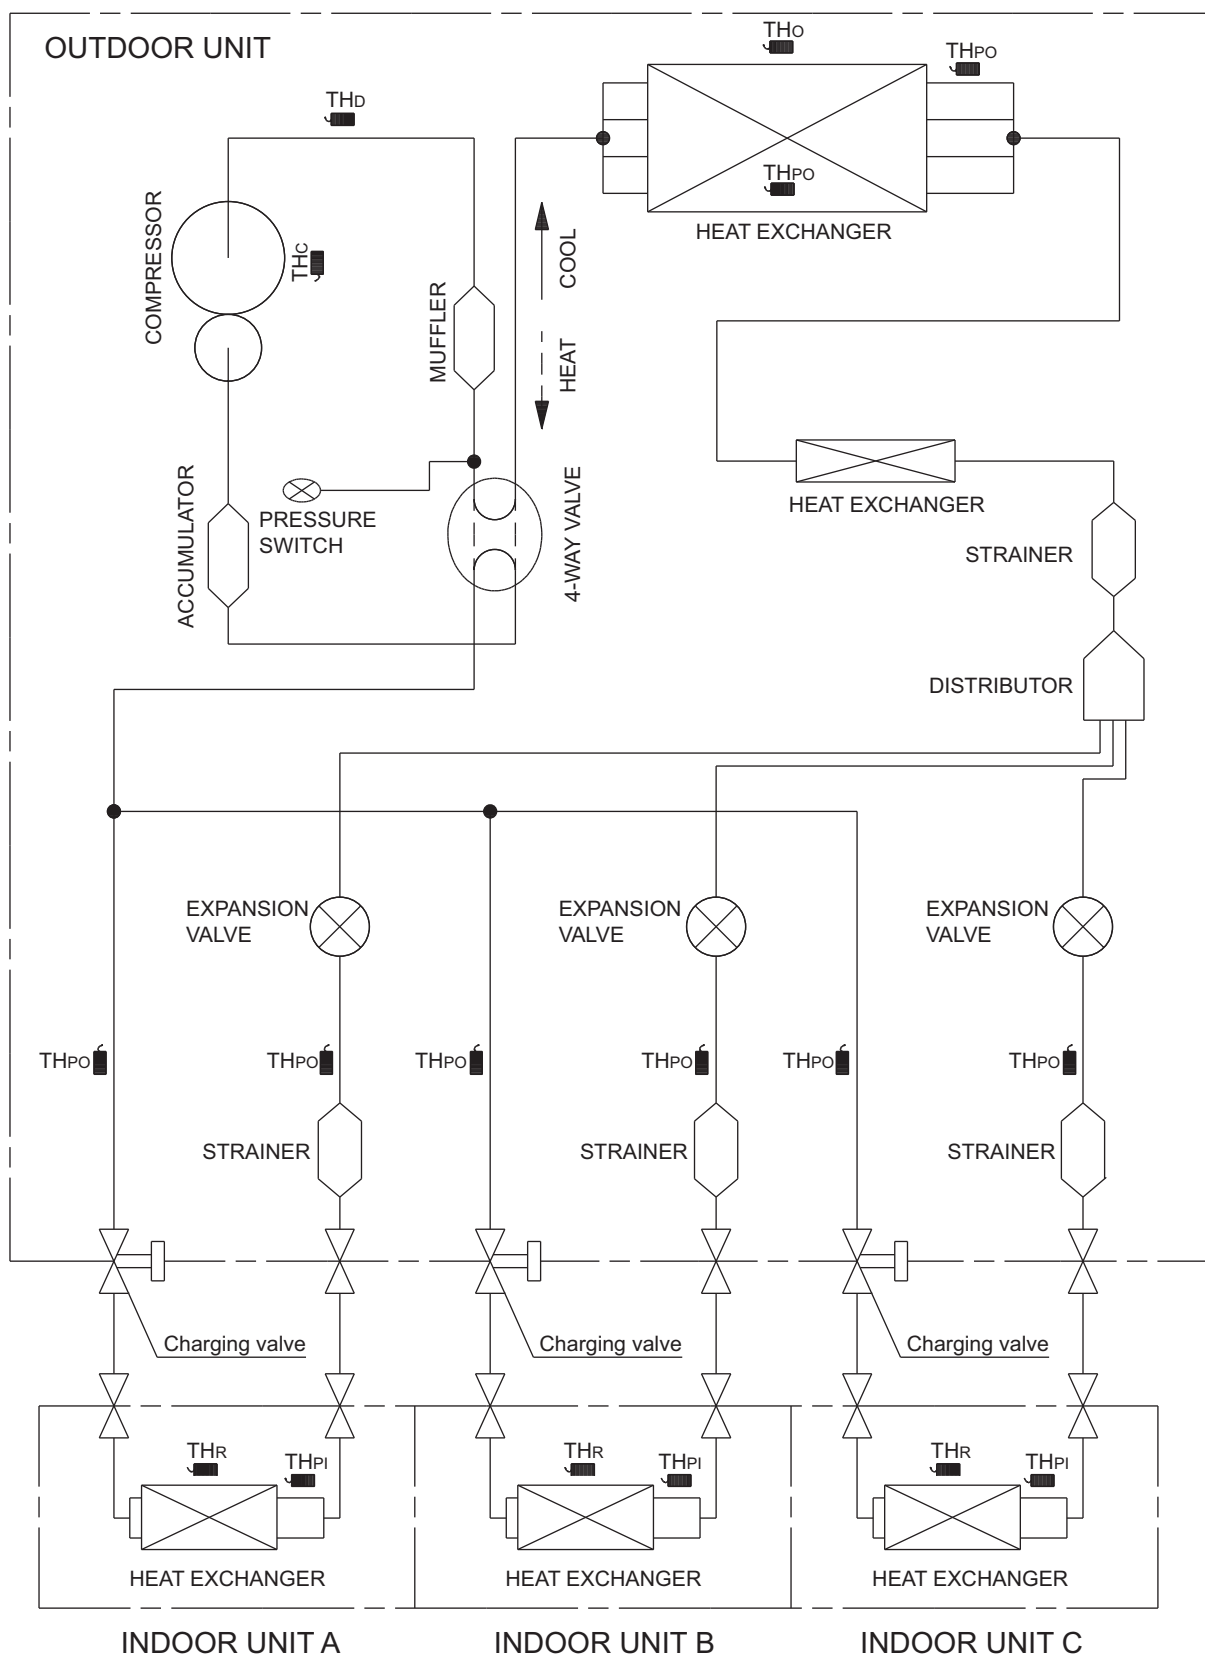 OUTDOOR UNIT
THO
THPO
THD
THPO
HEAT EXCHANGER
COMPRESSOR
THC
MUFFLER
COOL
HEAT
HEAT EXCHANGER
ACCUMULATOR
PRESSURE
SWITCH
4-WAY VALVE
STRAINER
DISTRIBUTOR
EXPANSION
VALVE
EXPANSION
VALVE
EXPANSION
VALVE
THPO
THPO
THPO
THPO
THPO
THPO
STRAINER
STRAINER
STRAINER
Charging valve
Charging valve
Charging valve
THR
THPI
THR
THPI
THR
THPI
HEAT EXCHANGER
HEAT EXCHANGER
HEAT EXCHANGER
INDOOR UNIT A
INDOOR UNIT B
INDOOR UNIT C